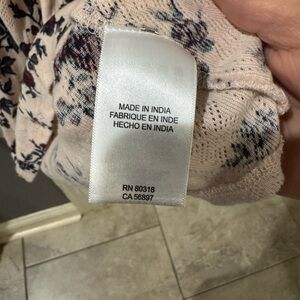 MADE IN INDIA
FABRIQUE EN INDE
HECHO EN INDIA
RN 80318
CA 56897